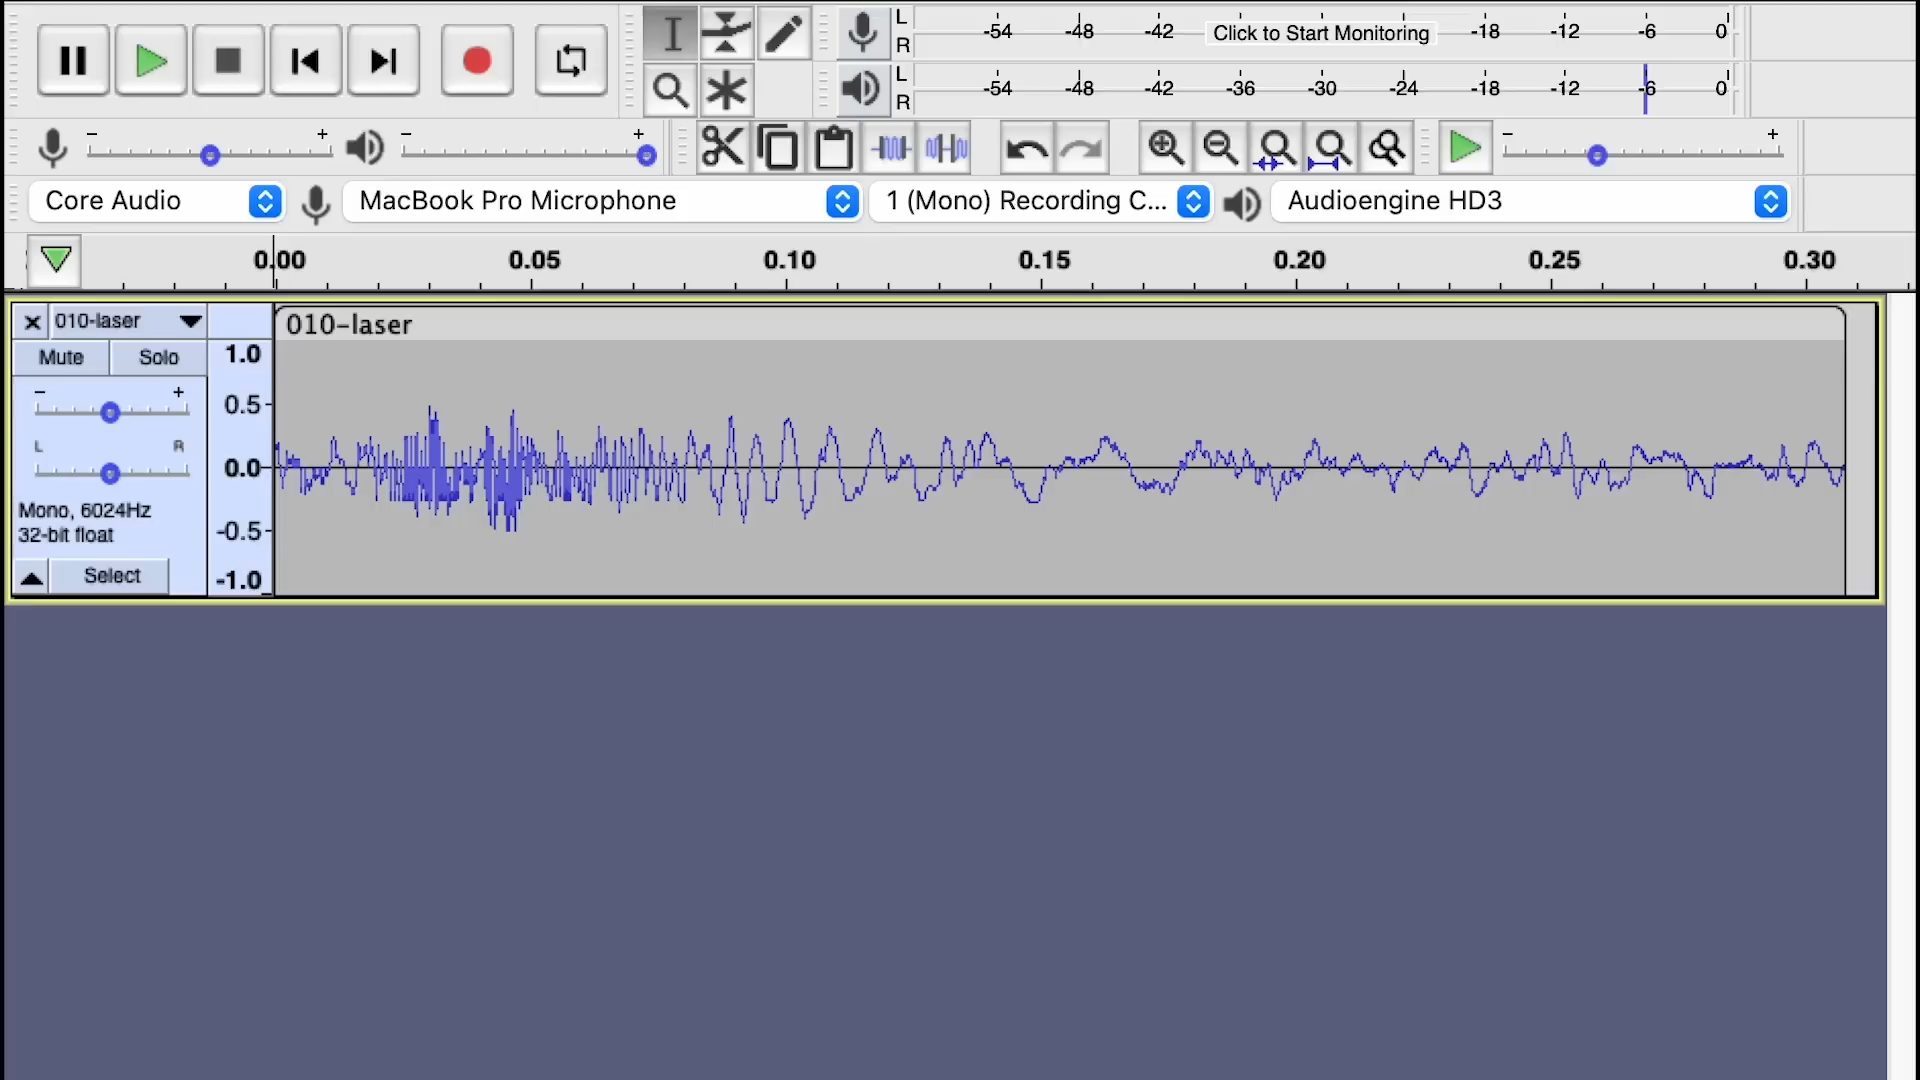 L
R
-54 -48 -42 Click to Start Monitoring -18 -12 -6 0
L
R
-54 -48 -42 -36 -30 -24 -18 -12 -6 0
- + - + - +
Core Audio MacBook Pro Microphone 1 (Mono) Recording C... Audioengine HD3
0.00 0.05 0.10 0.15 0.20 0.25 0.30
010-laser
Mute Solo
- +
L R
Mono, 6024Hz
32-bit float
Select
1.0
0.5-
0.0-
-0.5-
-1.0
010-laser